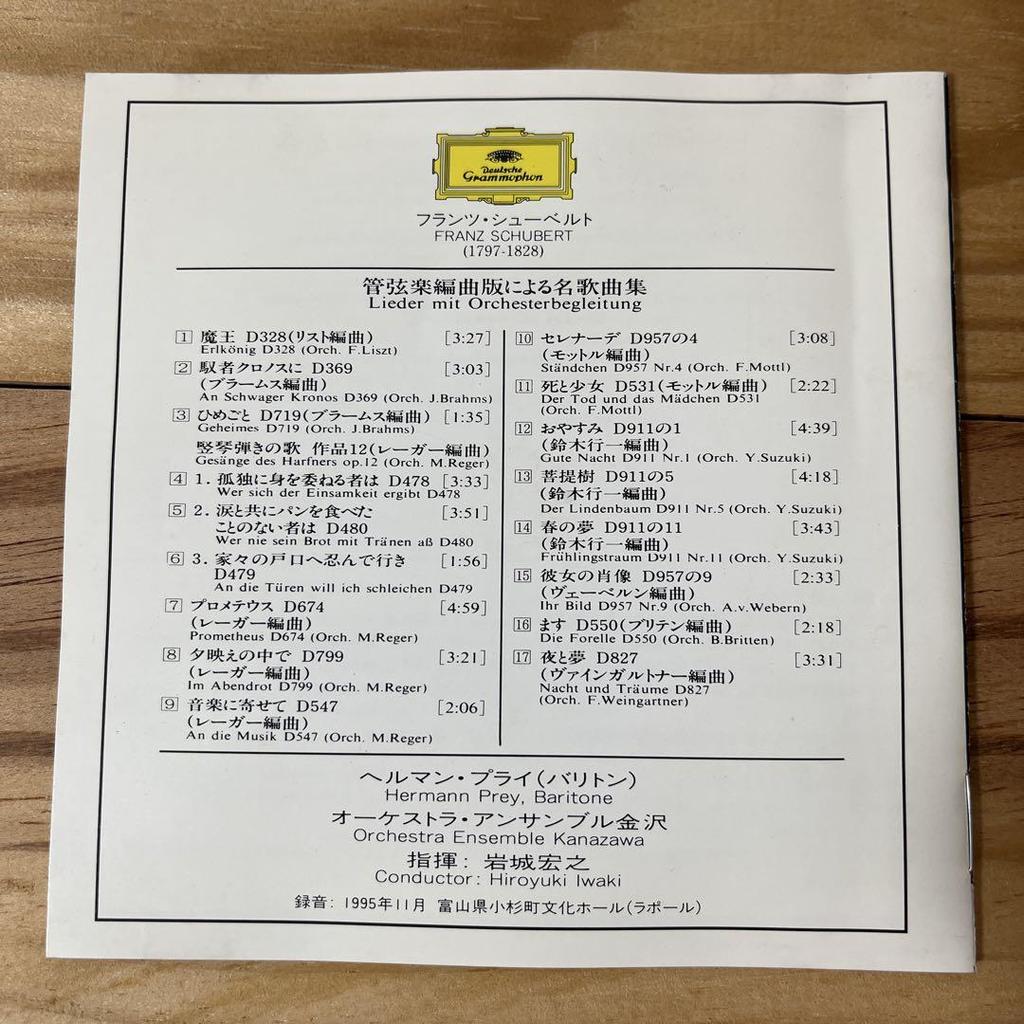 Deutsche
Grammophon
フランツ・シューベルト
FRANZ SCHUBERT
(1797-1828)
管弦楽編曲版による名歌曲集
Lieder mit Orchesterbegleitung
1 魔王 D328(リスト編曲) [3:27]
Erlkönig D328 (Orch. F.Liszt)
2 馭者クロノスに D369 [3:03]
(ブラームス編曲)
An Schwager Kronos D369 (Orch. J.Brahms)
3 ひめごと D719(ブラームス編曲) [1:35]
Geheimes D719 (Orch. J.Brahms)
竪琴弾きの歌 作品12(レーガー編曲)
Gesänge des Harfners op.12 (Orch. M.Reger)
4 1. 孤独に身を委ねる者は D478 [3:33]
Wer sich der Einsamkeit ergibt D478
5 2. 涙と共にパンを食べた [3:51]
ことのない者は D480
Wer nie sein Brot mit Tränen aß D480
6 3. 家々の戸口へ忍んで行き [1:56]
D479
An die Türen will ich schleichen D479
7 プロメテウス D674 [4:59]
(レーガー編曲)
Prometheus D674 (Orch. M.Reger)
8 夕映えの中で D799 [3:21]
(レーガー編曲)
Im Abendrot D799 (Orch. M.Reger)
9 音楽に寄せて D547 [2:06]
(レーガー編曲)
An die Musik D547 (Orch. M.Reger)
10 セレナーデ D957の4 [3:08]
(モットル編曲)
Ständchen D957 Nr.4 (Orch. F.Mottl)
11 死と少女 D531(モットル編曲) [2:22]
Der Tod und das Mädchen D531
(Orch. F.Mottl)
12 おやすみ D911の1 [4:39]
(鈴木行一編曲)
Gute Nacht D911 Nr.1 (Orch. Y.Suzuki)
13 菩提樹 D911の5 [4:18]
(鈴木行一編曲)
Der Lindenbaum D911 Nr.5 (Orch. Y.Suzuki)
14 春の夢 D911の11 [3:43]
(鈴木行一編曲)
Frühlingstraum D911 Nr.11 (Orch. Y.Suzuki)
15 彼女の肖像 D957の9 [2:33]
(ヴェーベルン編曲)
Ihr Bild D957 Nr.9 (Orch. A.v.Webern)
16 ます D550(ブリテン編曲) [2:18]
Die Forelle D550 (Orch. B.Britten)
17 夜と夢 D827 [3:31]
(ヴァインガルトナー編曲)
Nacht und Träume D827
(Orch. F.Weingartner)
ヘルマン・プライ(バリトン)
Hermann Prey, Baritone
オーケストラ・アンサンブル金沢
Orchestra Ensemble Kanazawa
指揮: 岩城宏之
Conductor: Hiroyuki Iwaki
録音: 1995年11月 富山県小杉町文化ホール(ラポール)